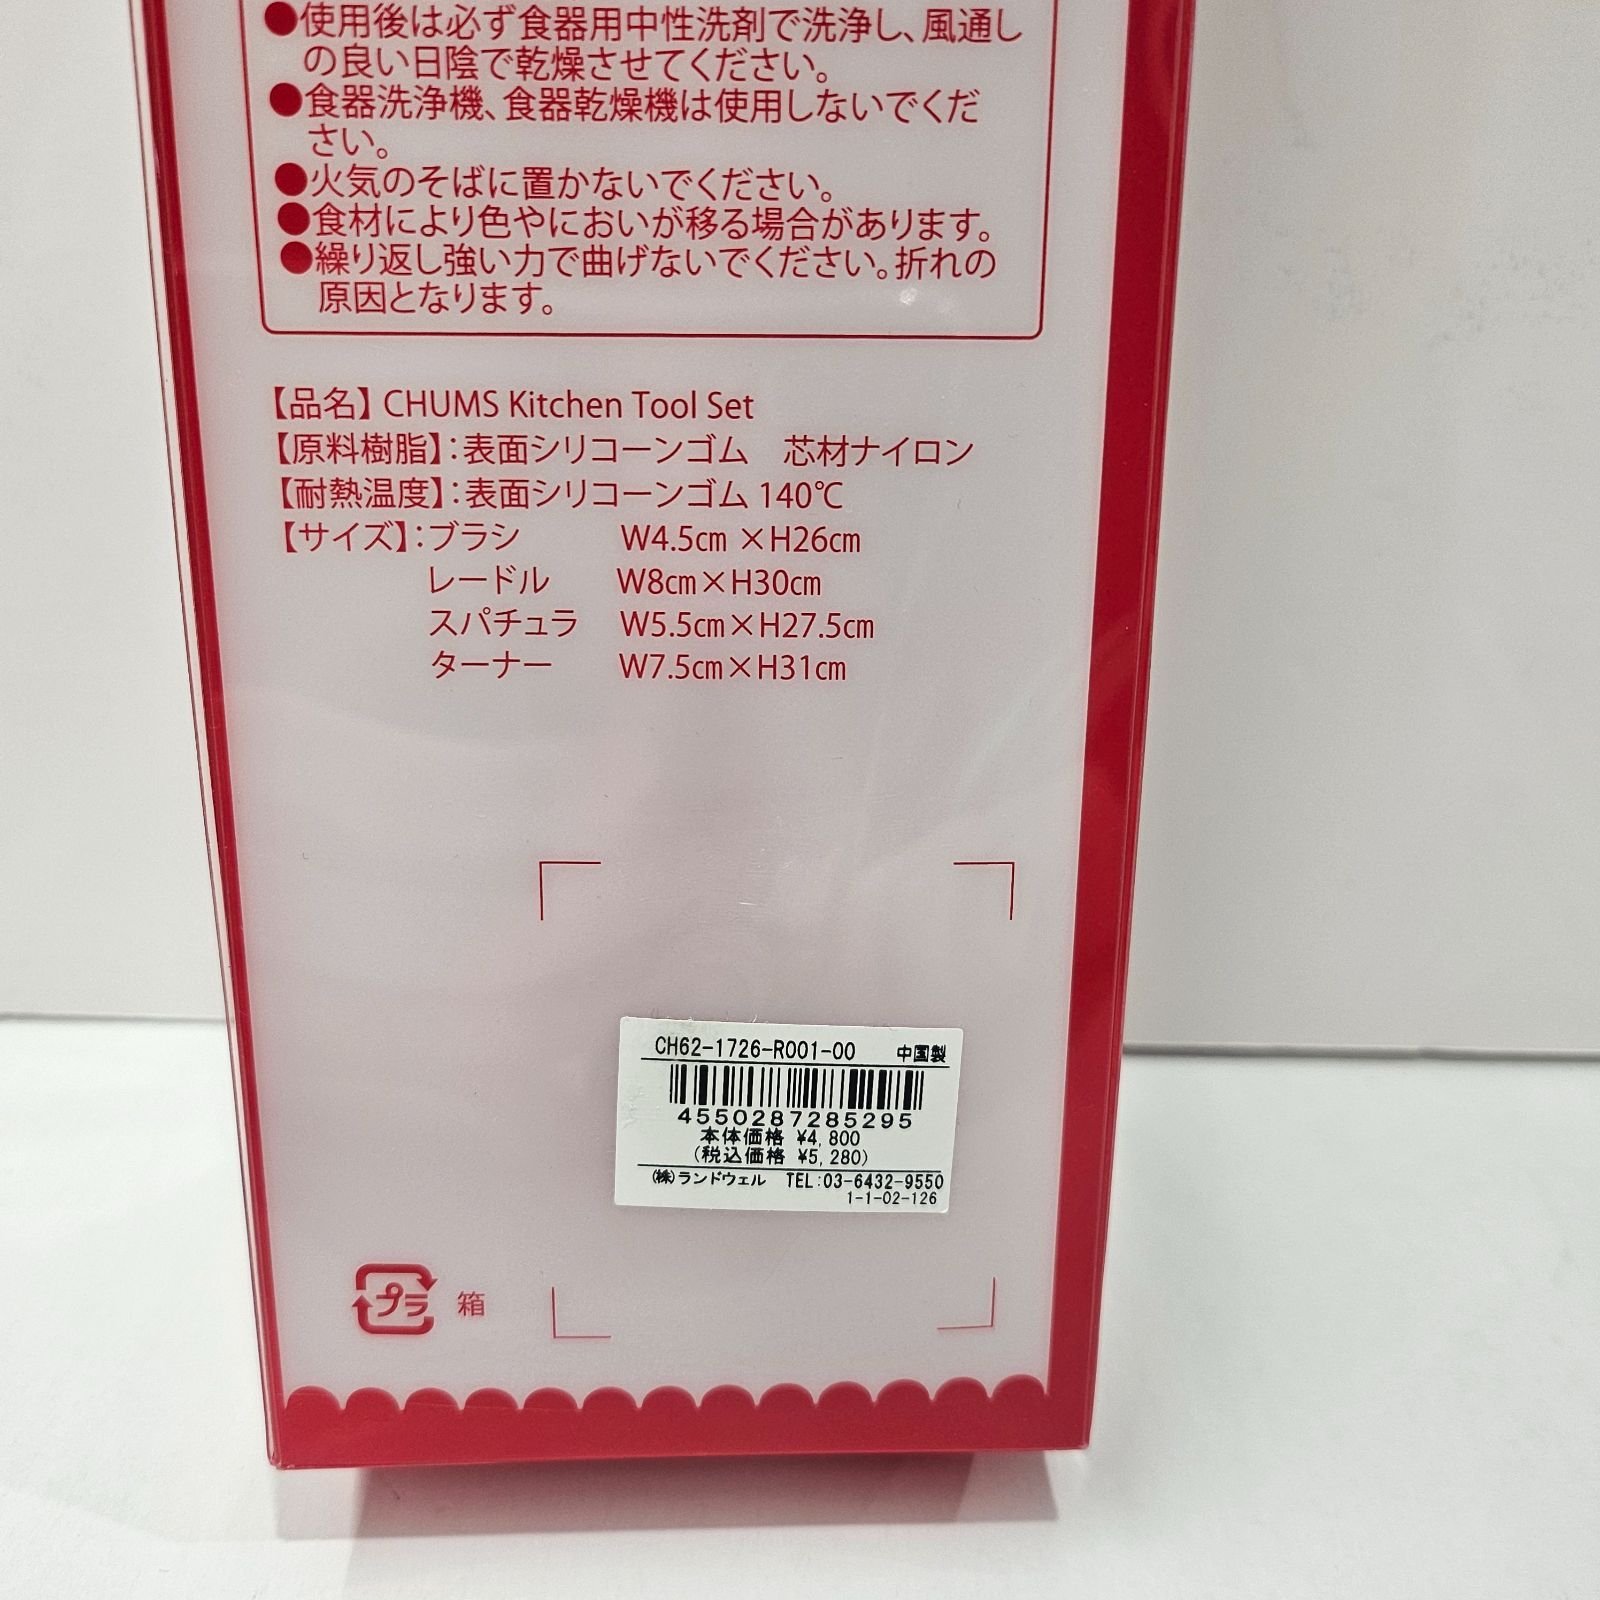 ●使用後は必ず食器用中性洗剤で洗浄し、風通し
の良い日陰で乾燥させてください。
●食器洗浄機、食器乾燥機は使用しないでくだ
さい。
●火気のそばに置かないでください。
●食材により色やにおいが移る場合があります。
●繰り返し強い力で曲げないでください。折れの
原因となります。
【品名】 CHUMS Kitchen Tool Set
【原料樹脂】：表面シリコーンゴム　芯材ナイロン
【耐熱温度】：表面シリコーンゴム 140℃
【サイズ】：ブラシ W4.5㎝ ×H26㎝
レードル W8㎝×H30㎝
スパチュラ W5.5㎝×H27.5㎝
ターナー W7.5㎝×H31㎝
CH62-1726-R001-00 中国製
4550287285295
本体価格 ¥4,800
(税込価格 ¥5,280)
㈱ランドウェル TEL:03-6432-9550
1-1-02-126
プラ 箱